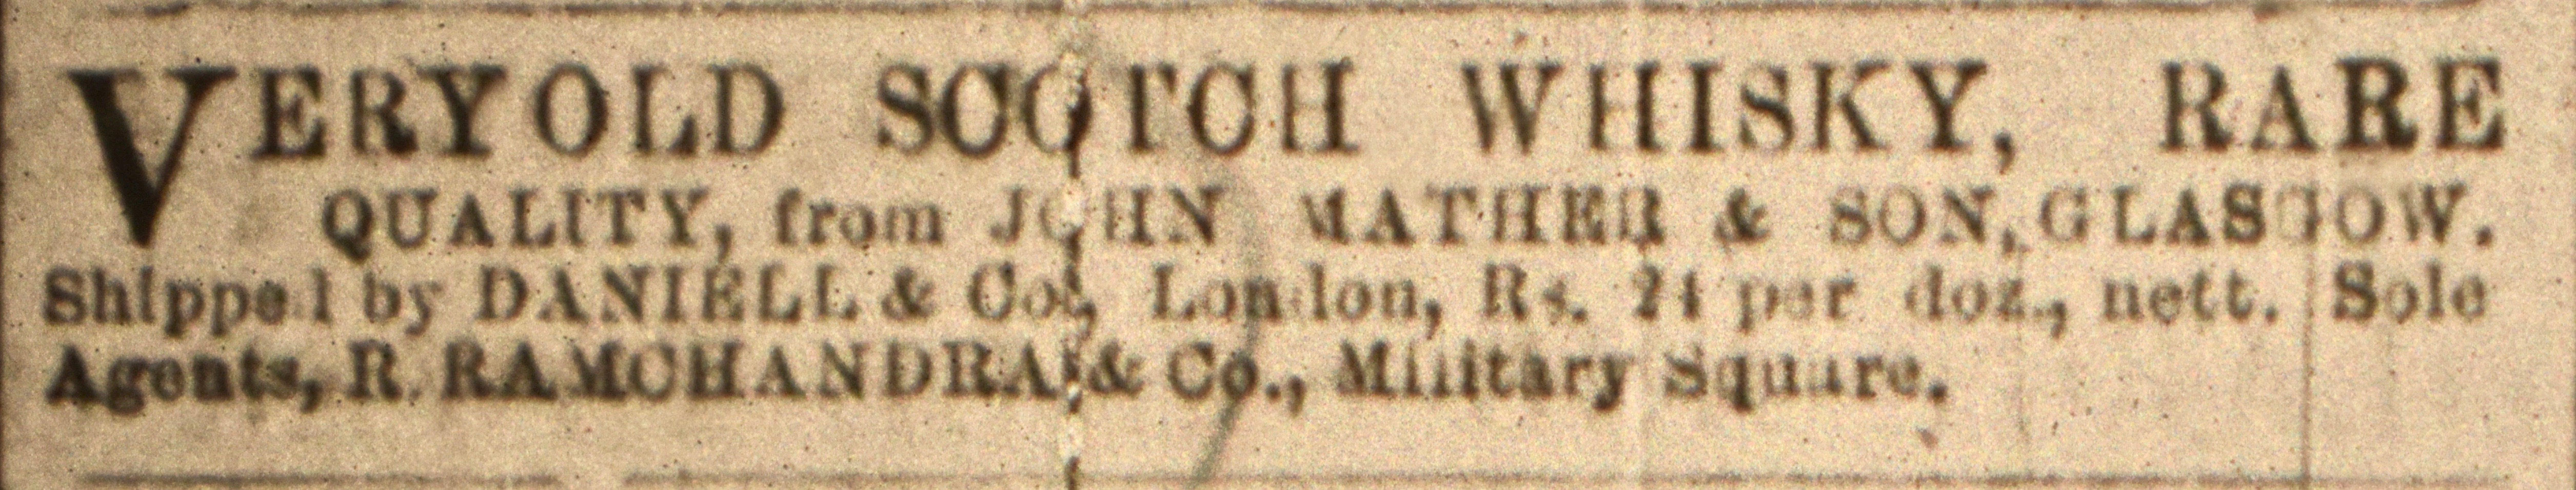 VERY OLD SCOTCH WHISKY, RARE
QUALITY, from JOHN MATHER & SON, GLASGOW.
Shipped by DANIELL & Co., London, Rs. 24 per doz., nett. Sole
Agents, R. RAMCHANDRA & Co., Military Square.